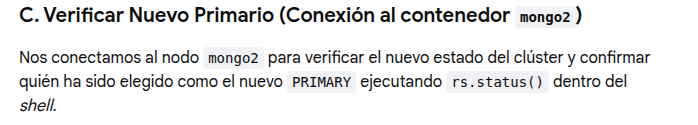 C. Verificar Nuevo Primario (Conexión al contenedor mongo2)
Nos conectamos al nodo mongo2 para verificar el nuevo estado del clúster y confirmar
quién ha sido elegido como el nuevo PRIMARY ejecutando rs.status() dentro del
shell.